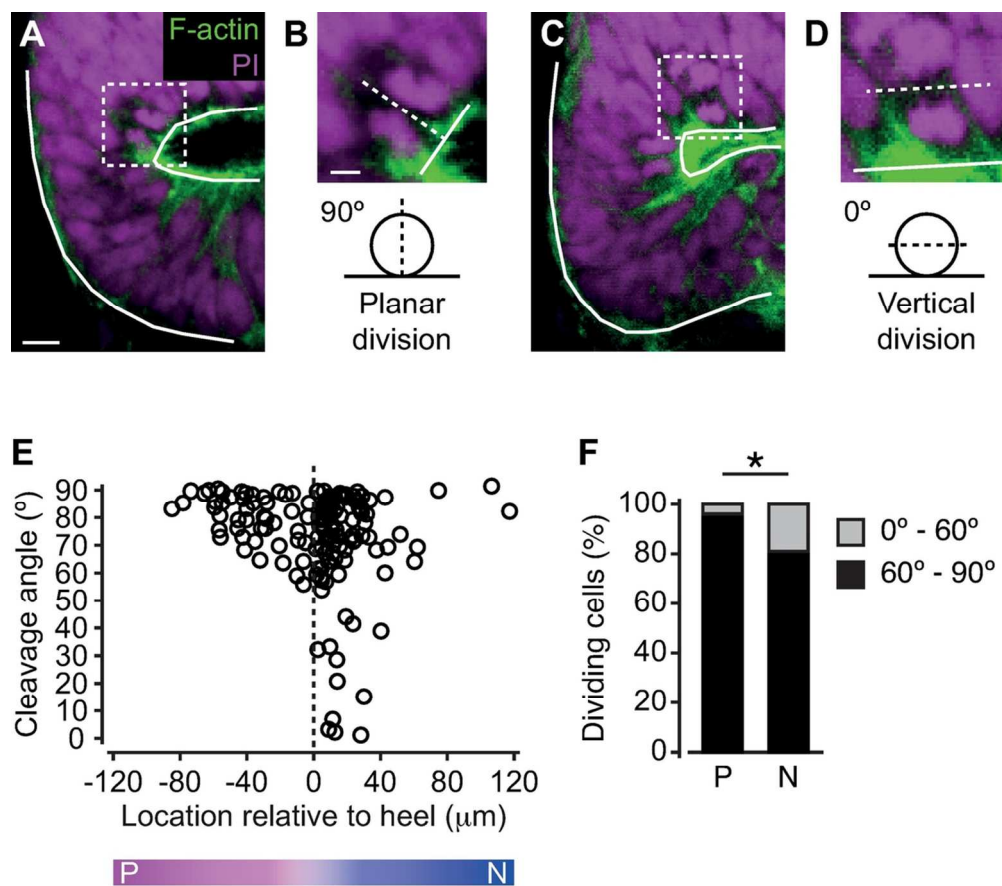 A
F-actin
PI
B
90º
Planar
division
C
D
0º
Vertical
division
E
Cleavage angle (º)
90
80
70
60
50
40
30
20
10
0
-120 -80 -40 0 40 80 120
Location relative to heel (μm)
P N
F
*
Dividing cells (%)
100
80
60
40
20
0
P N
0º - 60º
60º - 90º